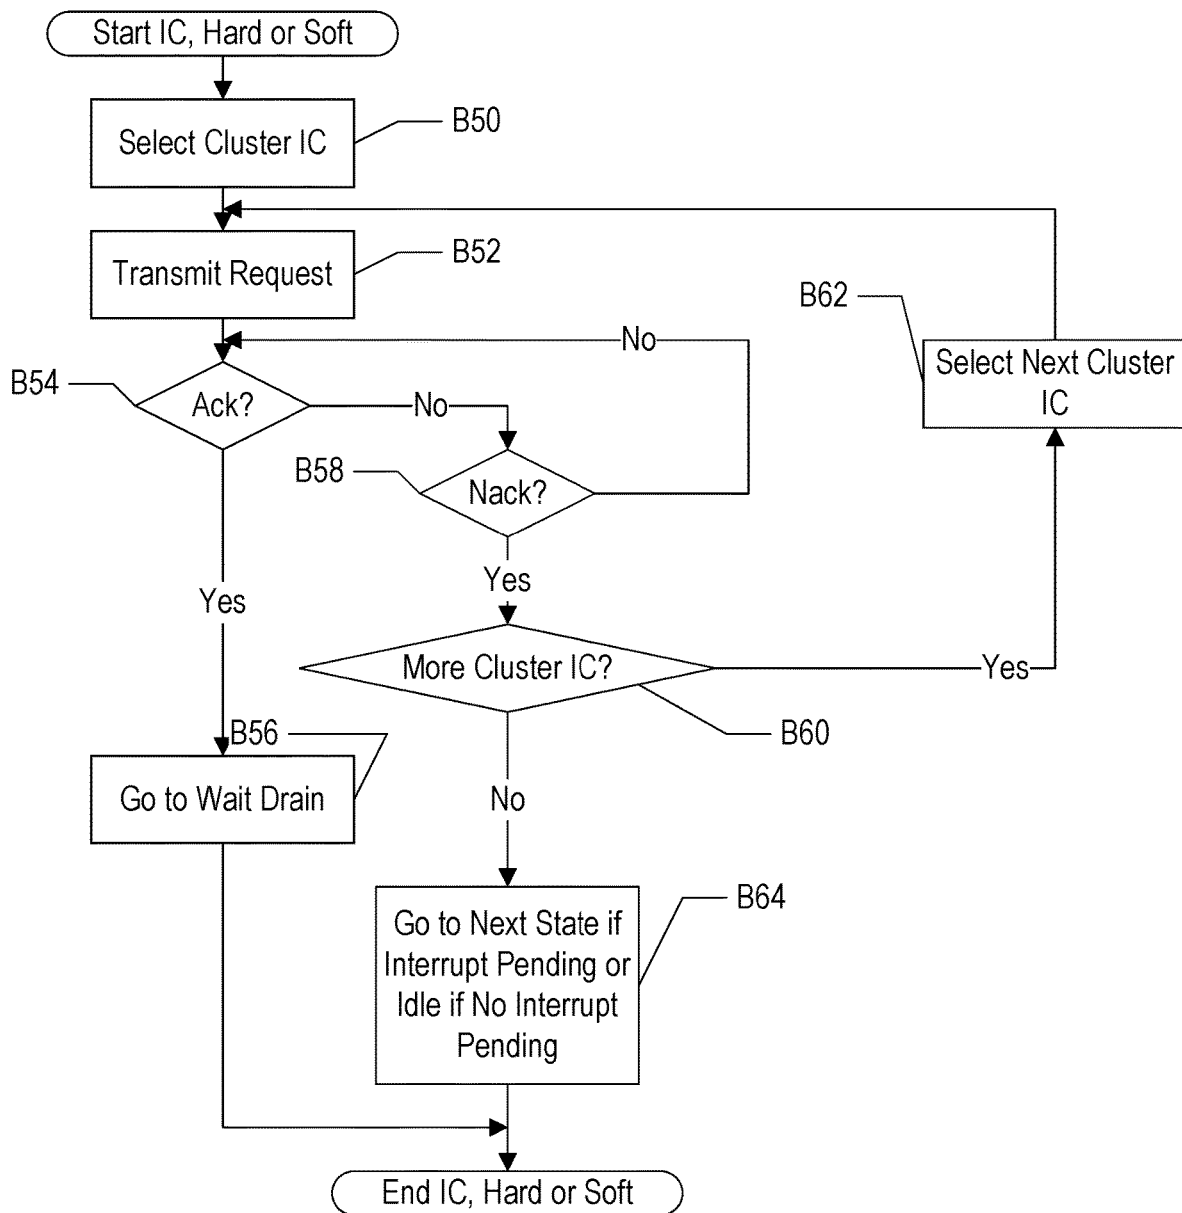 Start IC, Hard or Soft
Select Cluster IC
B50
Transmit Request
B52
B62
Select Next Cluster
IC
No
B54
Ack?
No
B58
Nack?
Yes
Yes
More Cluster IC?
Yes
B60
B56
Go to Wait Drain
No
B64
Go to Next State if
Interrupt Pending or
Idle if No Interrupt
Pending
End IC, Hard or Soft